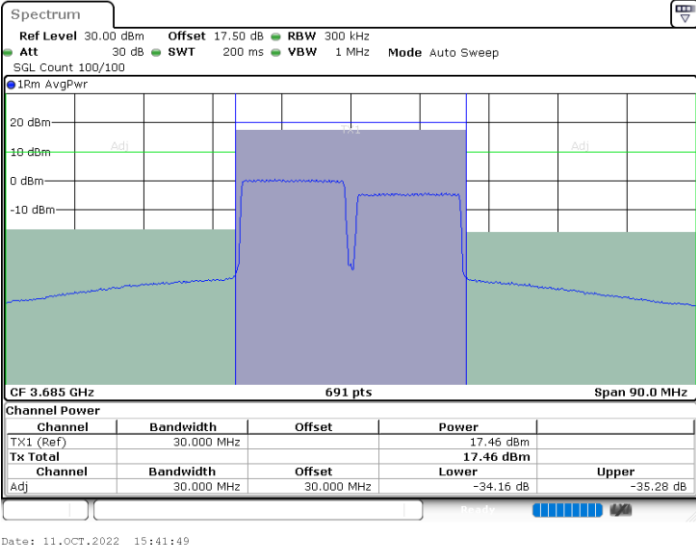 Spectrum
Ref Level 30.00 dBm Offset 17.50 dB RBW 300 kHz
Att 30 dB SWT 200 ms VBW 1 MHz Mode Auto Sweep
SGL Count 100/100
1Rm AvgPwr
TX1
20 dBm
Adj Adj
10 dBm
0 dBm
-10 dBm
CF 3.685 GHz 691 pts Span 90.0 MHz
Channel Power
Channel Bandwidth Offset Power
TX1 (Ref) 30.000 MHz 17.46 dBm
Tx Total 17.46 dBm
Channel Bandwidth Offset Lower Upper
Adj 30.000 MHz 30.000 MHz -34.16 dB -35.28 dB
Ready
Date: 11.OCT.2022 15:41:49